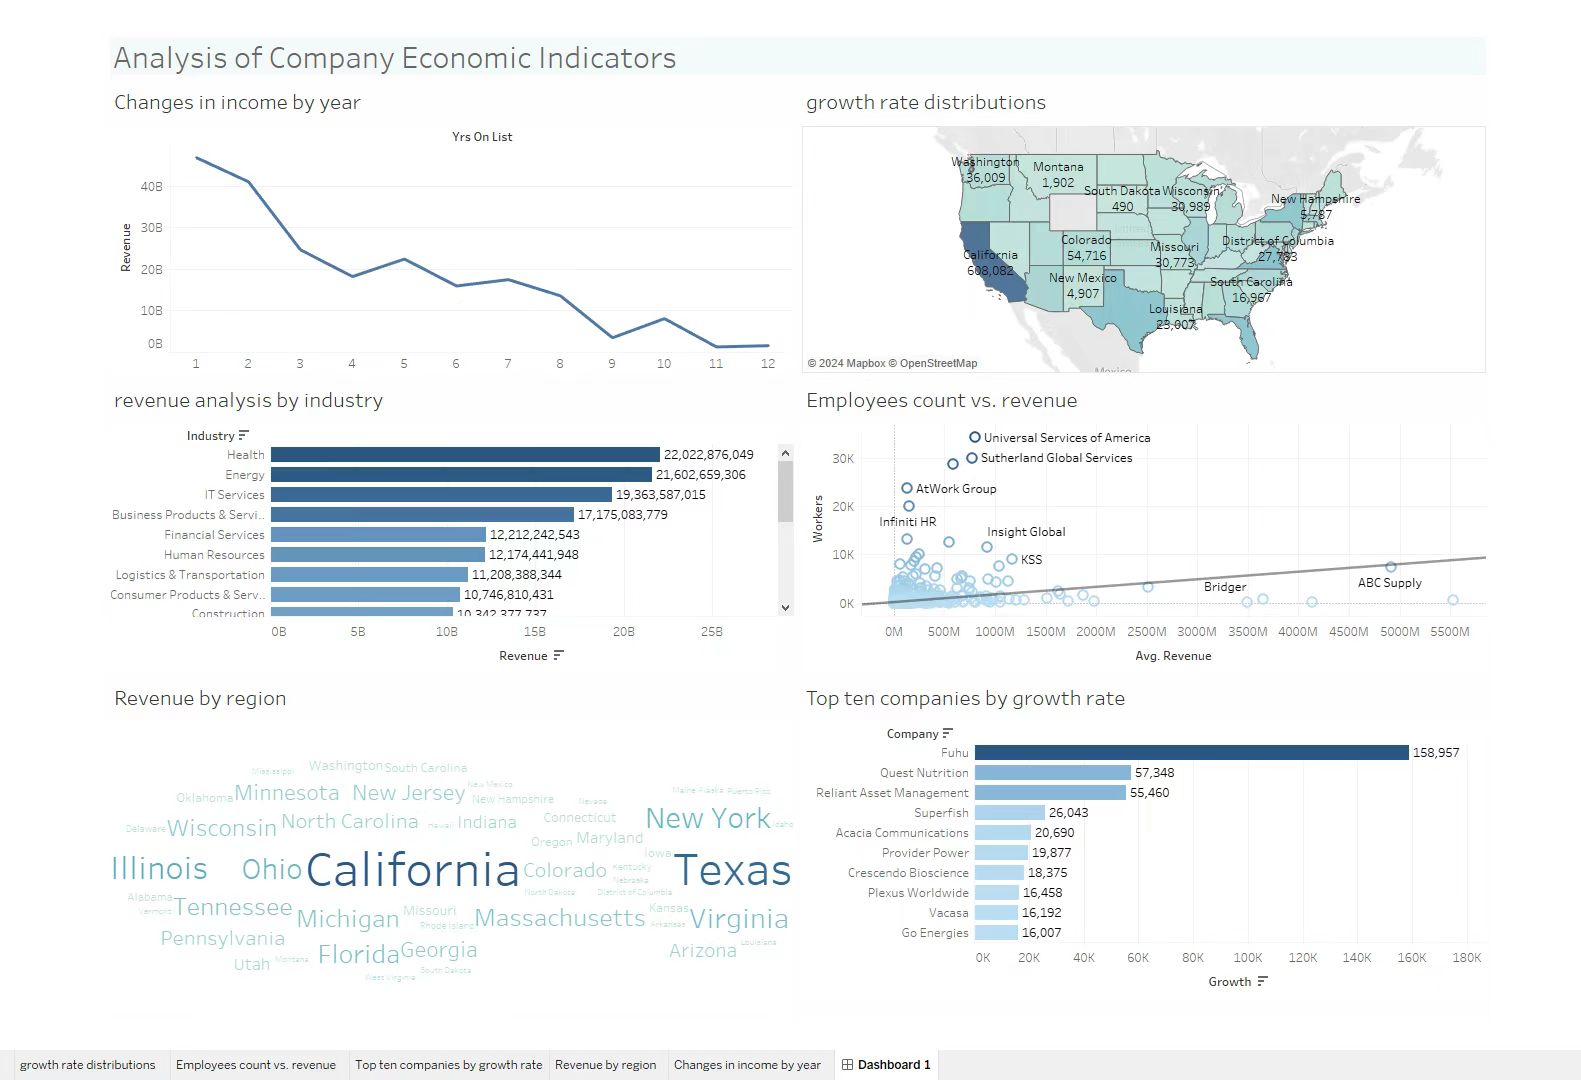 Analysis of Company Economic Indicators
Changes in income by year
Yrs On List
Revenue
40B
30B
20B
10B
0B
1 2 3 4 5 6 7 8 9 10 11 12
growth rate distributions
Washington
36,009
Montana
1,902
South Dakota
490
Wisconsin
30,989
New Hampshire
5,787
California
608,082
Colorado
54,716
Missouri
30,773
District of Columbia
27,783
New Mexico
4,907
South Carolina
16,967
Louisiana
23,007
United
Mexico
© 2024 Mapbox © OpenStreetMap
revenue analysis by industry
Industry
Health 22,022,876,049
Energy 21,602,659,306
IT Services 19,363,587,015
Business Products & Servi.. 17,175,083,779
Financial Services 12,212,242,543
Human Resources 12,174,441,948
Logistics & Transportation 11,208,388,344
Consumer Products & Serv.. 10,746,810,431
Construction 10,342,377,737
0B 5B 10B 15B 20B 25B
Revenue
Employees count vs. revenue
Workers
30K
20K
10K
0K
Universal Services of America
Sutherland Global Services
AtWork Group
Infiniti HR
Insight Global
KSS
Bridger
ABC Supply
0M 500M 1000M 1500M 2000M 2500M 3000M 3500M 4000M 4500M 5000M 5500M
Avg. Revenue
Revenue by region
Mississippi Washington South Carolina
Oklahoma Minnesota New Jersey New Mexico
New Hampshire Nevada Maine Alaska Puerto Rico
Delaware Wisconsin North Carolina Hawaii Indiana Connecticut New York Idaho
Oregon Maryland
Iowa
Illinois Ohio California Colorado Kentucky Texas
Nebraska
North Dakota District of Columbia
Alabama
Vermont Tennessee Michigan Missouri Massachusetts Kansas Virginia
Rhode Island Arkansas
Pennsylvania Florida Georgia Arizona Louisiana
Utah Montana
West Virginia South Dakota
Top ten companies by growth rate
Company
Fuhu 158,957
Quest Nutrition 57,348
Reliant Asset Management 55,460
Superfish 26,043
Acacia Communications 20,690
Provider Power 19,877
Crescendo Bioscience 18,375
Plexus Worldwide 16,458
Vacasa 16,192
Go Energies 16,007
0K 20K 40K 60K 80K 100K 120K 140K 160K 180K
Growth
growth rate distributions Employees count vs. revenue Top ten companies by growth rate Revenue by region Changes in income by year Dashboard 1